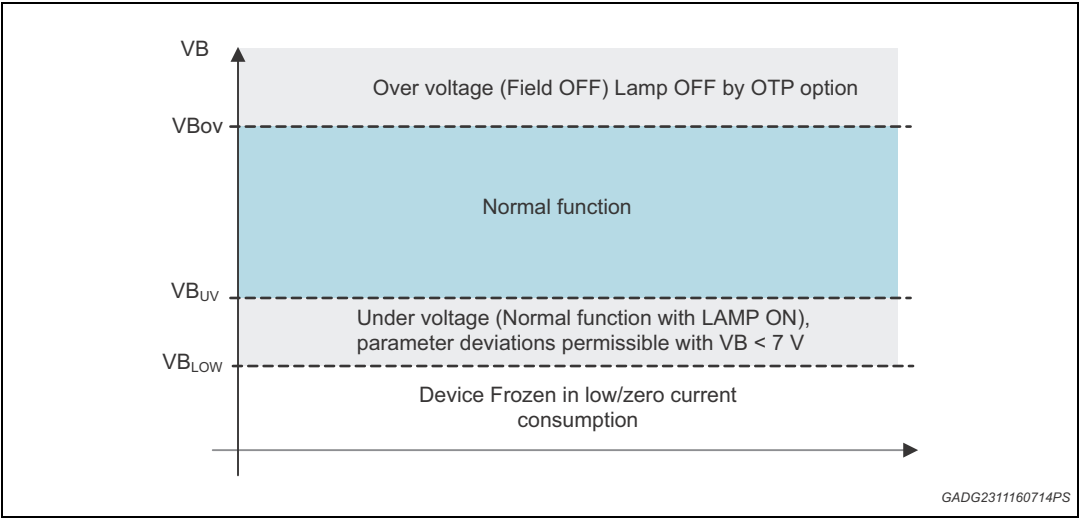 VB
Over voltage (Field OFF) Lamp OFF by OTP option
VBov
Normal function
VBUV
Under voltage (Normal function with LAMP ON),
parameter deviations permissible with VB < 7 V
VBLOW
Device Frozen in low/zero current
consumption
GADG2311160714PS